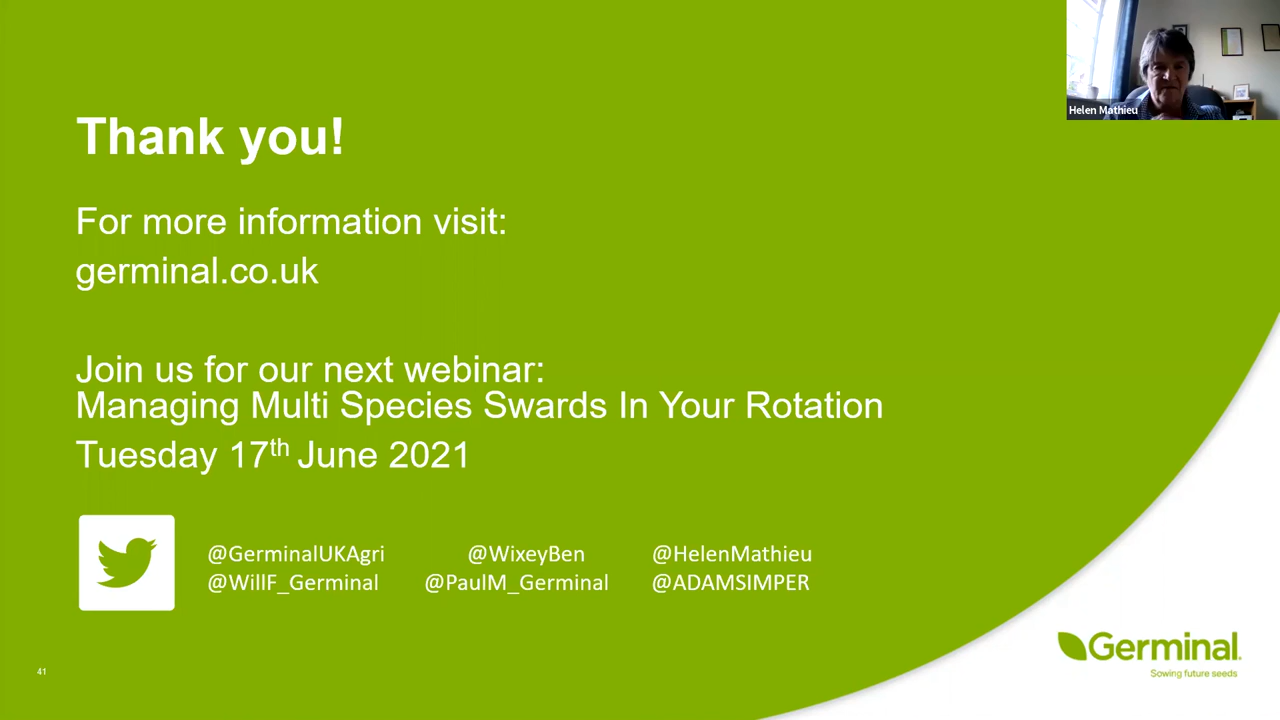 Helen Mathieu
Thank you!
For more information visit:
germinal.co.uk
Join us for our next webinar:
Managing Multi Species Swards In Your Rotation
Tuesday 17th June 2021
@GerminalUKAgri @WixeyBen @HelenMathieu
@WillF_Germinal @PaulM_Germinal @ADAMSIMPER
Germinal
Sowing future seeds
41